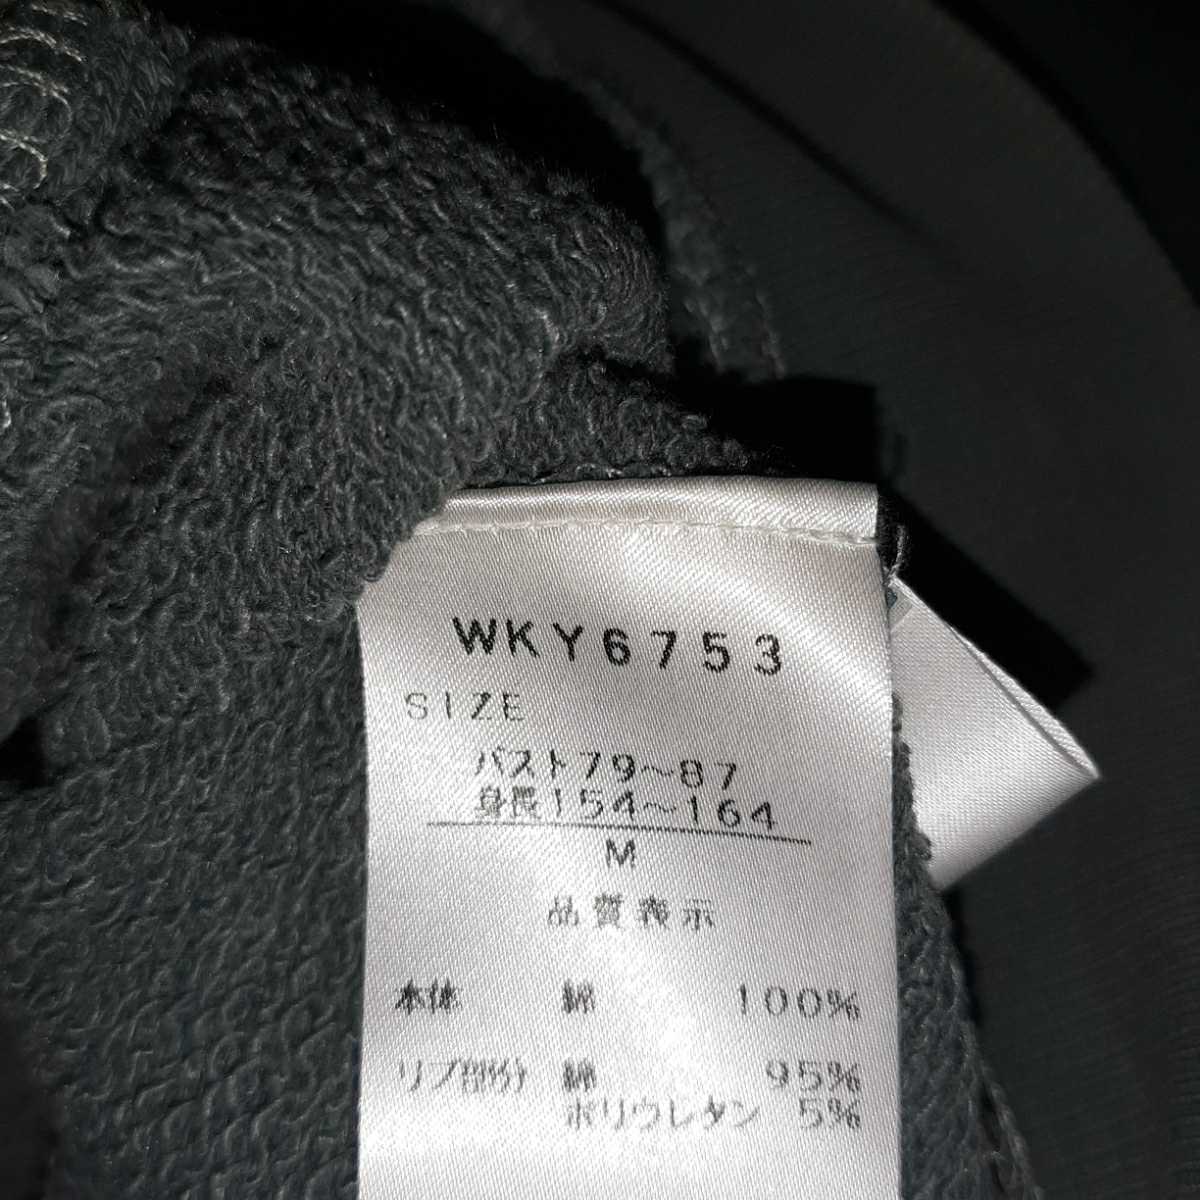 WKY6753
SIZE
バスト79~87
身長154~164
M
品質表示
本体 綿 100%
リブ部分 綿 95%
ポリウレタン 5%